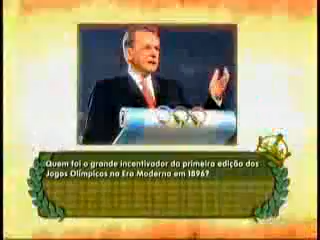 Quem foi o grande incentivador da primeira edição dos
Jogos Olímpicos na Era Moderna em 1896?